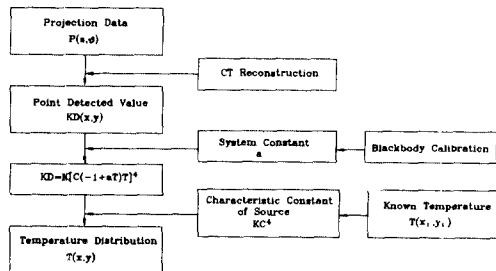 Projection Data
P(s,θ)
CT Reconstruction
Point Detected Value
KD(x,y)
System Constant
a
Blackbody Calibration
KD=K[C(-1+aT)T]⁴
Characteristic Constant
of Source
KC⁴
Known Temperature
T(x₁,y₁)
Temperature Distribution
T(x,y)